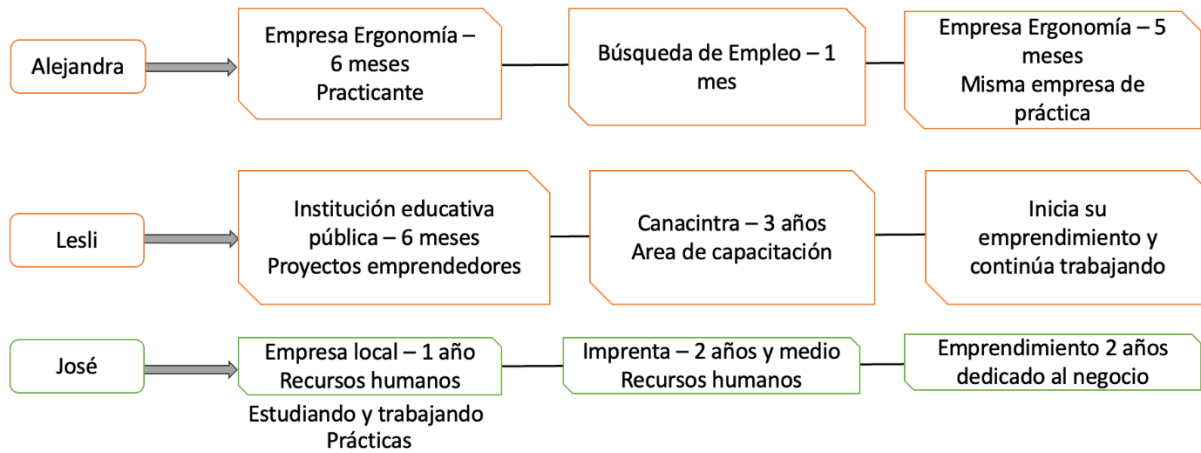 Alejandra
Empresa Ergonomía –
6 meses
Practicante
Búsqueda de Empleo – 1
mes
Empresa Ergonomía – 5
meses
Misma empresa de
práctica
Lesli
Institución educativa
pública – 6 meses
Proyectos emprendedores
Canacintra – 3 años
Area de capacitación
Inicia su
emprendimiento y
continúa trabajando
José
Empresa local – 1 año
Recursos humanos
Estudiando y trabajando
Prácticas
Imprenta – 2 años y medio
Recursos humanos
Emprendimiento 2 años
dedicado al negocio